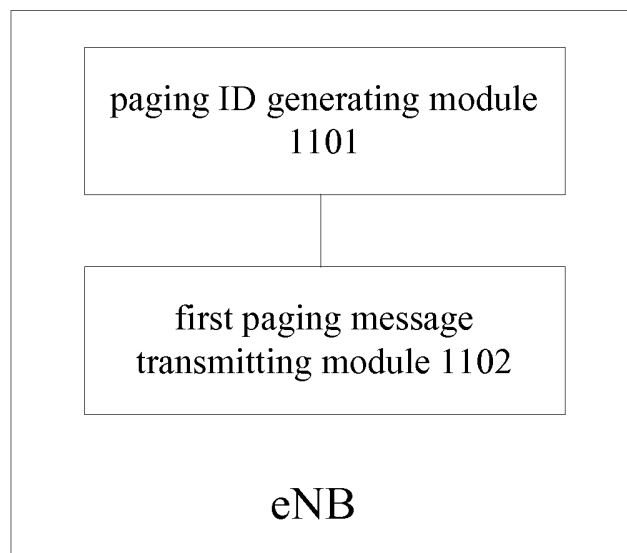 paging ID generating module
1101
first paging message
transmitting module 1102
eNB